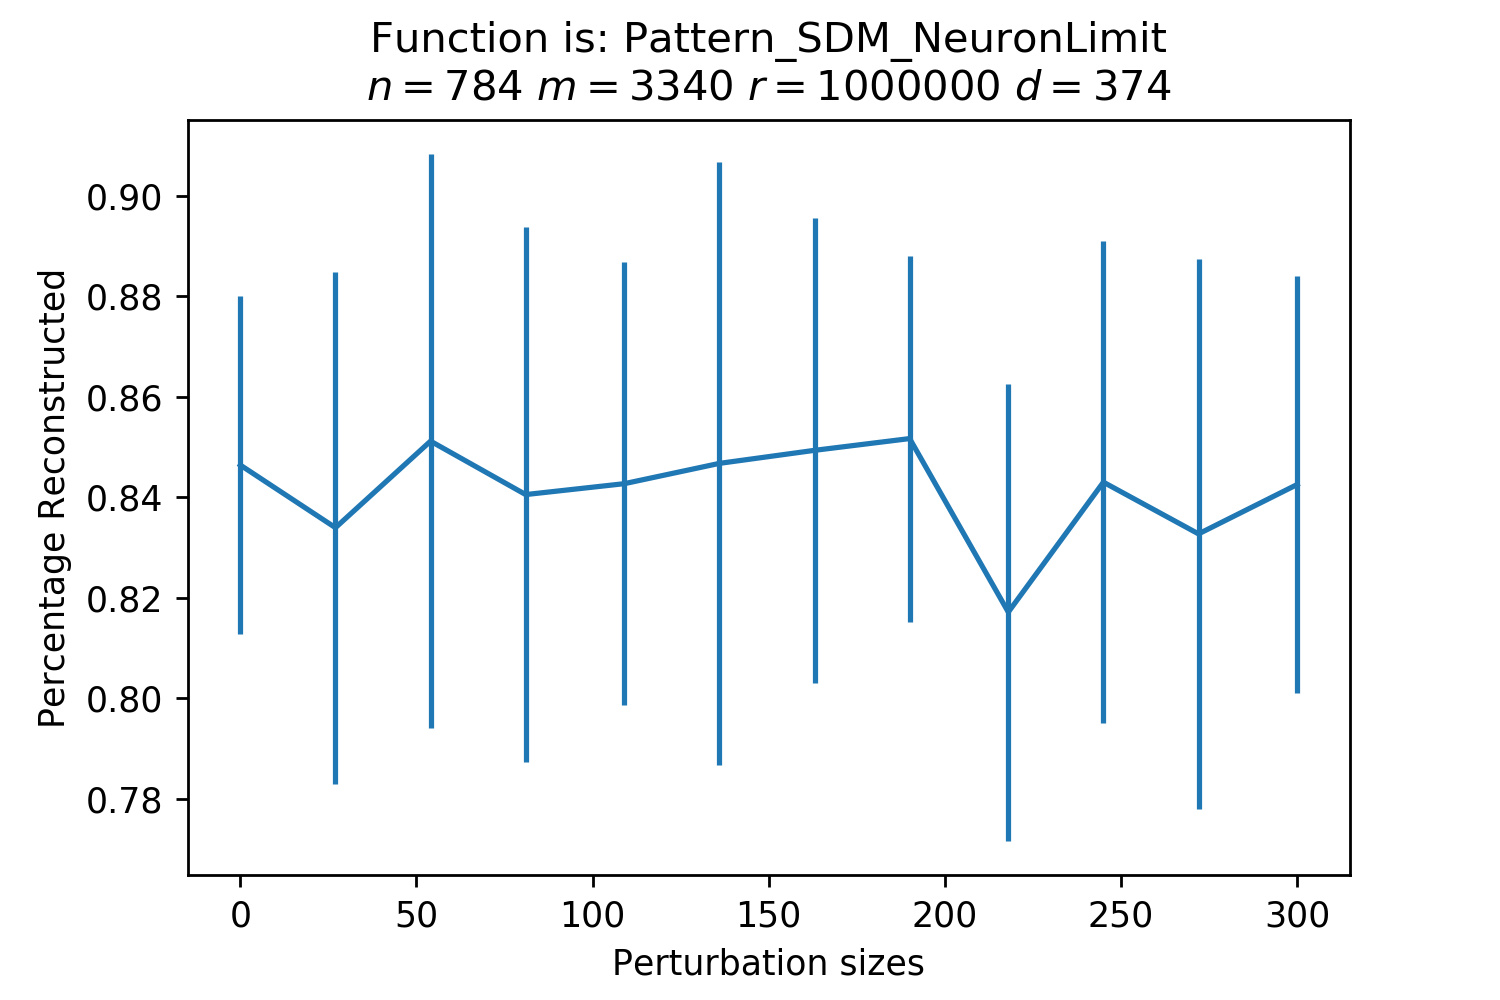 Function is: Pattern_SDM_NeuronLimit
n = 784 m = 3340 r = 1000000 d = 374
Percentage Reconstructed
0.90
0.88
0.86
0.84
0.82
0.80
0.78
0 50 100 150 200 250 300
Perturbation sizes